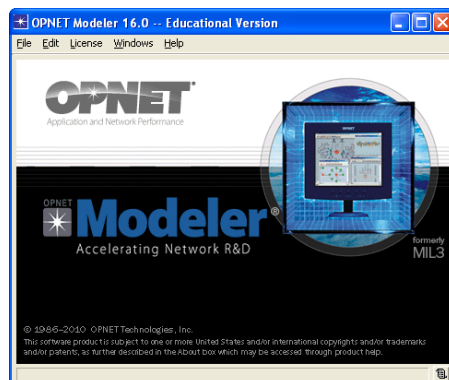 OPNET Modeler 16.0 -- Educational Version
File Edit License Windows Help
OPNET®
Application and Network Performance
OPNET
OPNET
Modeler®
Accelerating Network R&D
formerly
MIL3
© 1986-2010 OPNET Technologies, Inc.
This software product is subject to one or more United States and/or international copyrights and/or trademarks
and/or patents, as further described in the About box which may be accessed through product help.